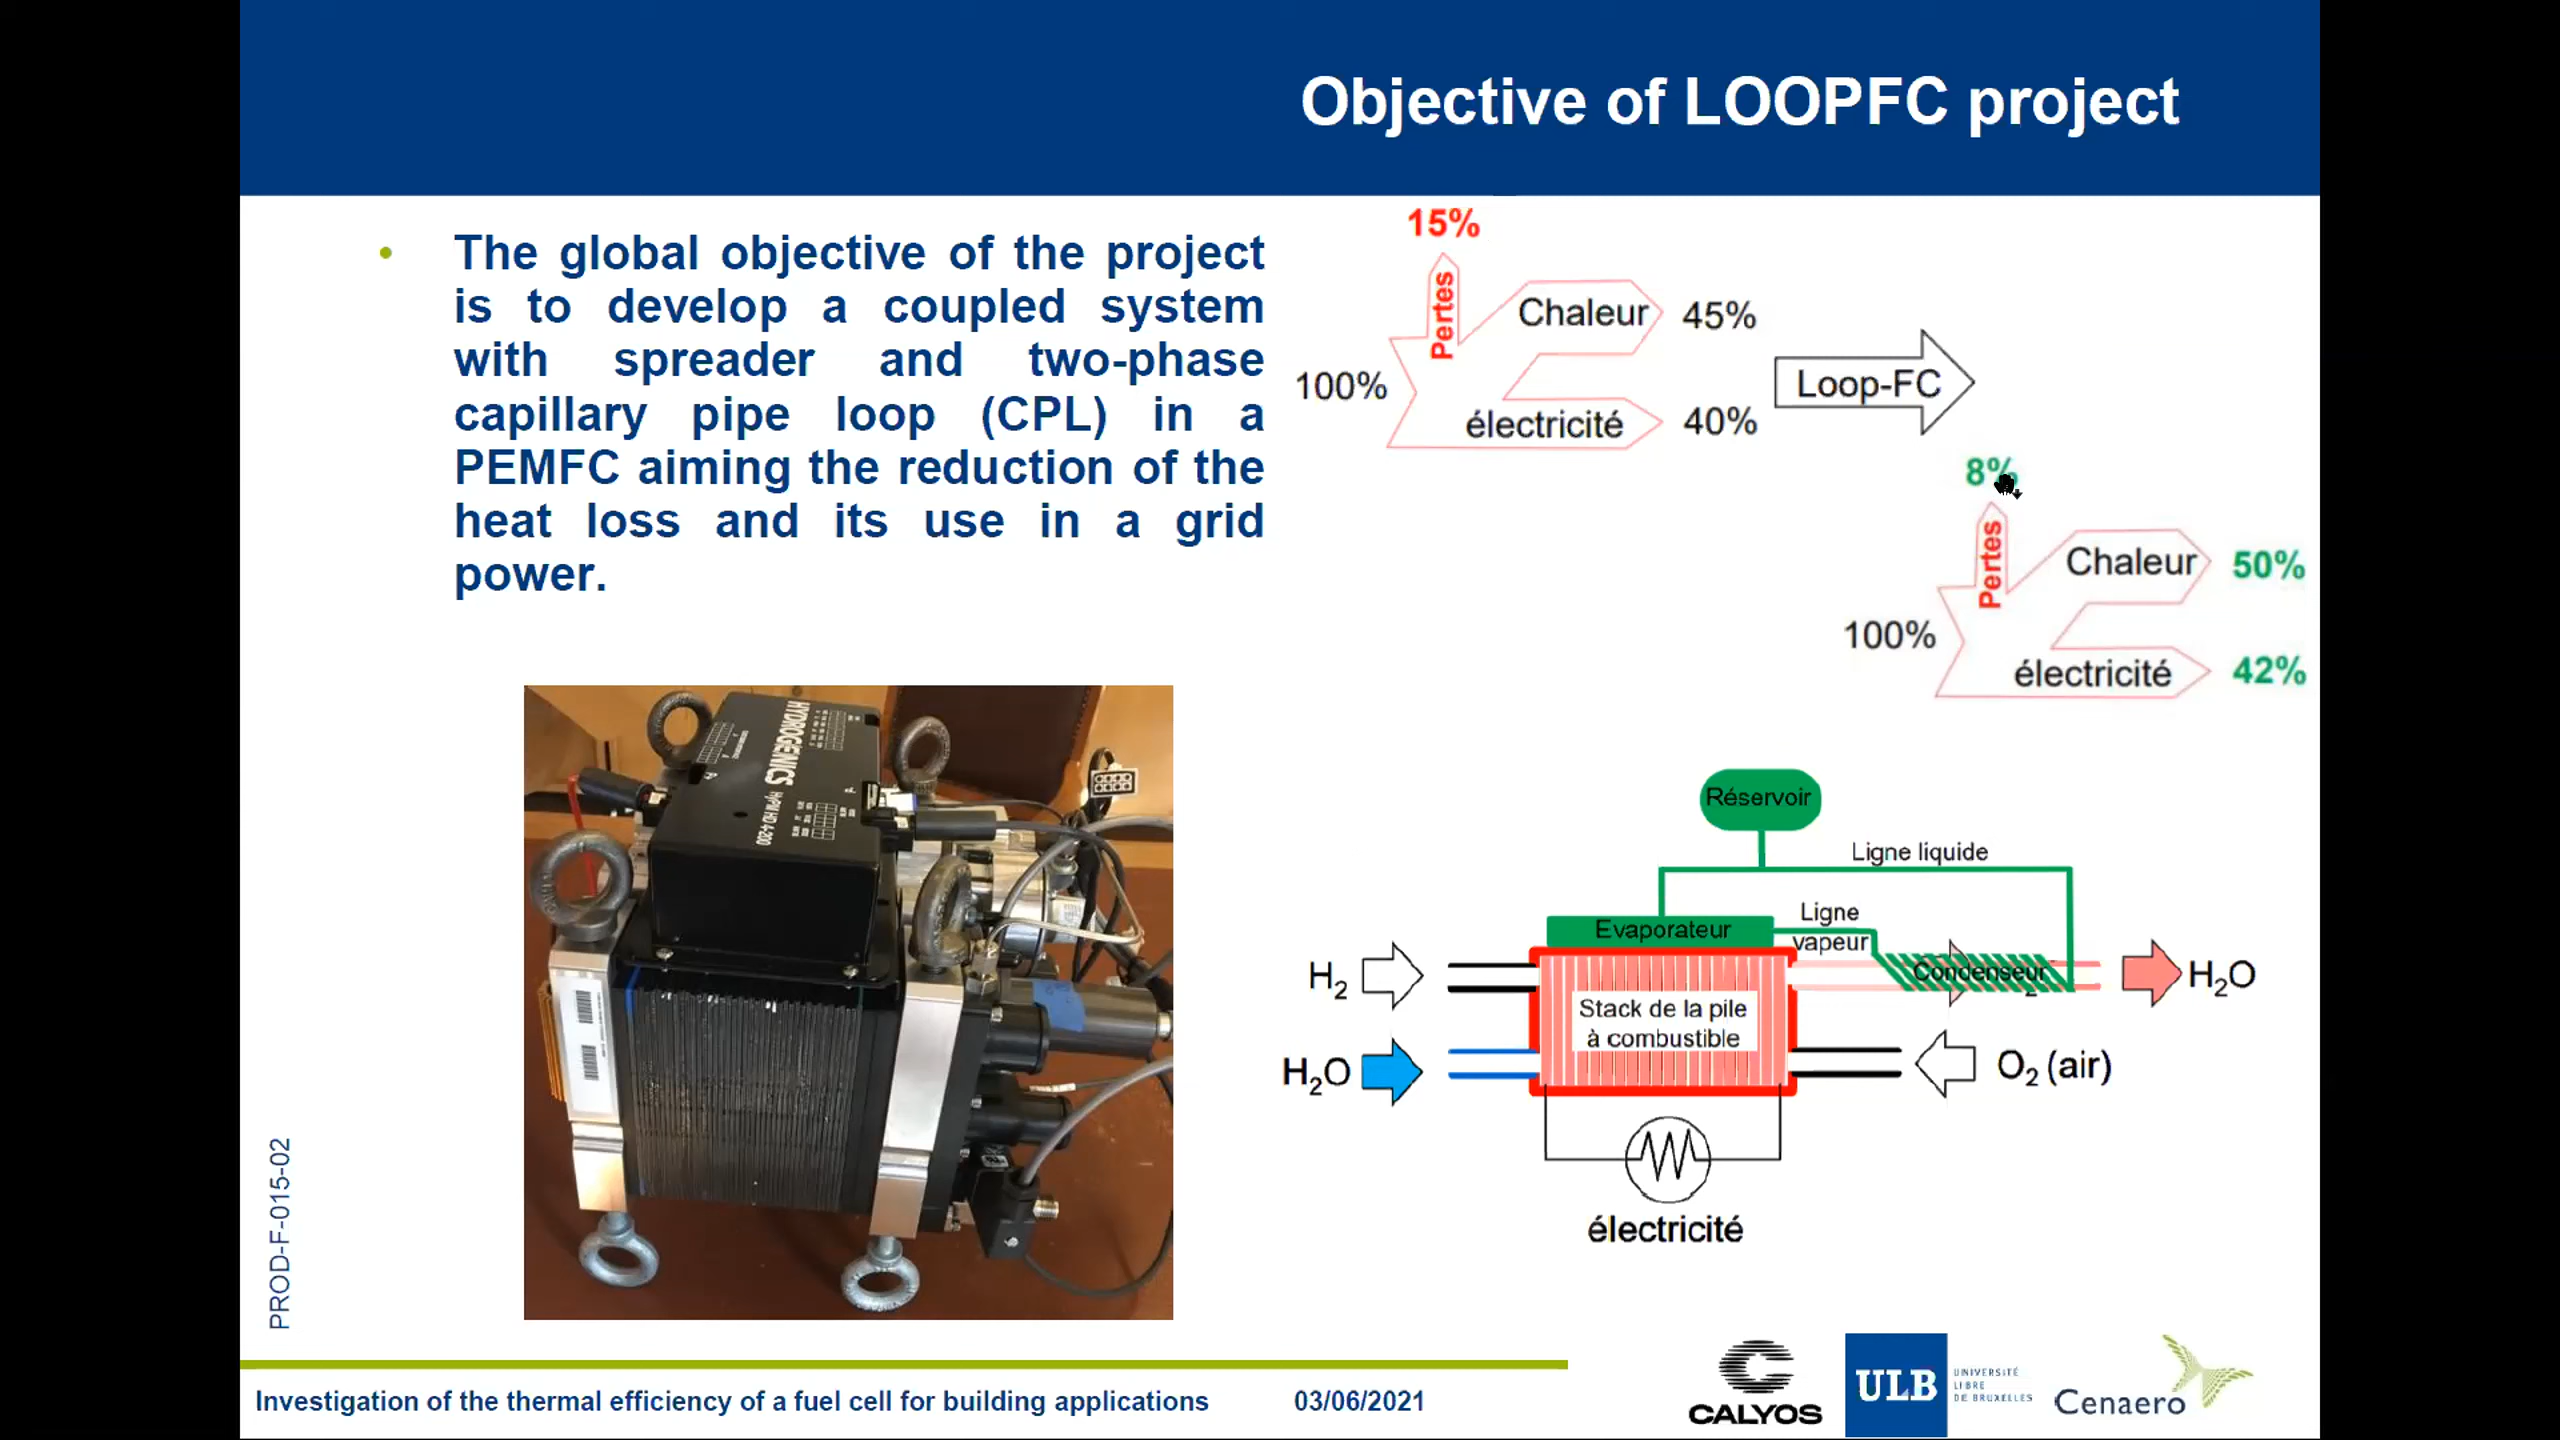 Objective of LOOPFC project
• The global objective of the project
is to develop a coupled system
with spreader and two-phase
capillary pipe loop (CPL) in a
PEMFC aiming the reduction of the
heat loss and its use in a grid
power.
15%
Pertes
Chaleur 45%
100%
électricité 40%
Loop-FC
8%
Pertes
Chaleur 50%
100%
électricité 42%
HYDROGENICS HyPM HD 4-200
Réservoir
Ligne liquide
Evaporateur
Ligne
vapeur
Condenseur
H2
H2O
Stack de la pile
à combustible
H2O
O2 (air)
électricité
PROD-F-015-02
Investigation of the thermal efficiency of a fuel cell for building applications 03/06/2021
CALYOS
ULB
UNIVERSITÉ
LIBRE
DE BRUXELLES
Cenaero